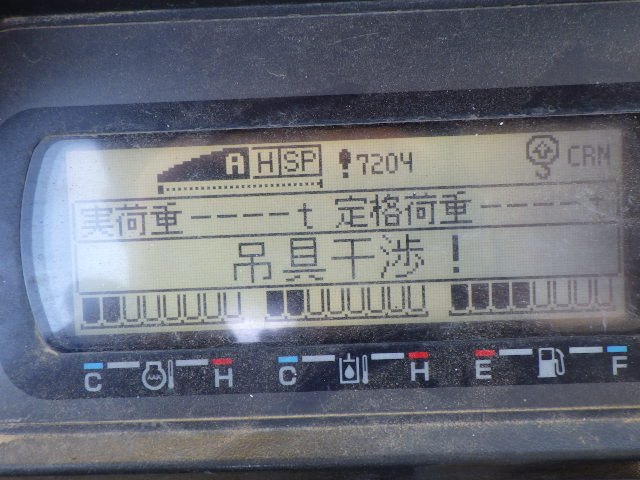 A H SP 7204 CRN
実荷重----t 定格荷重-----
吊具干渉!
C H C H E F